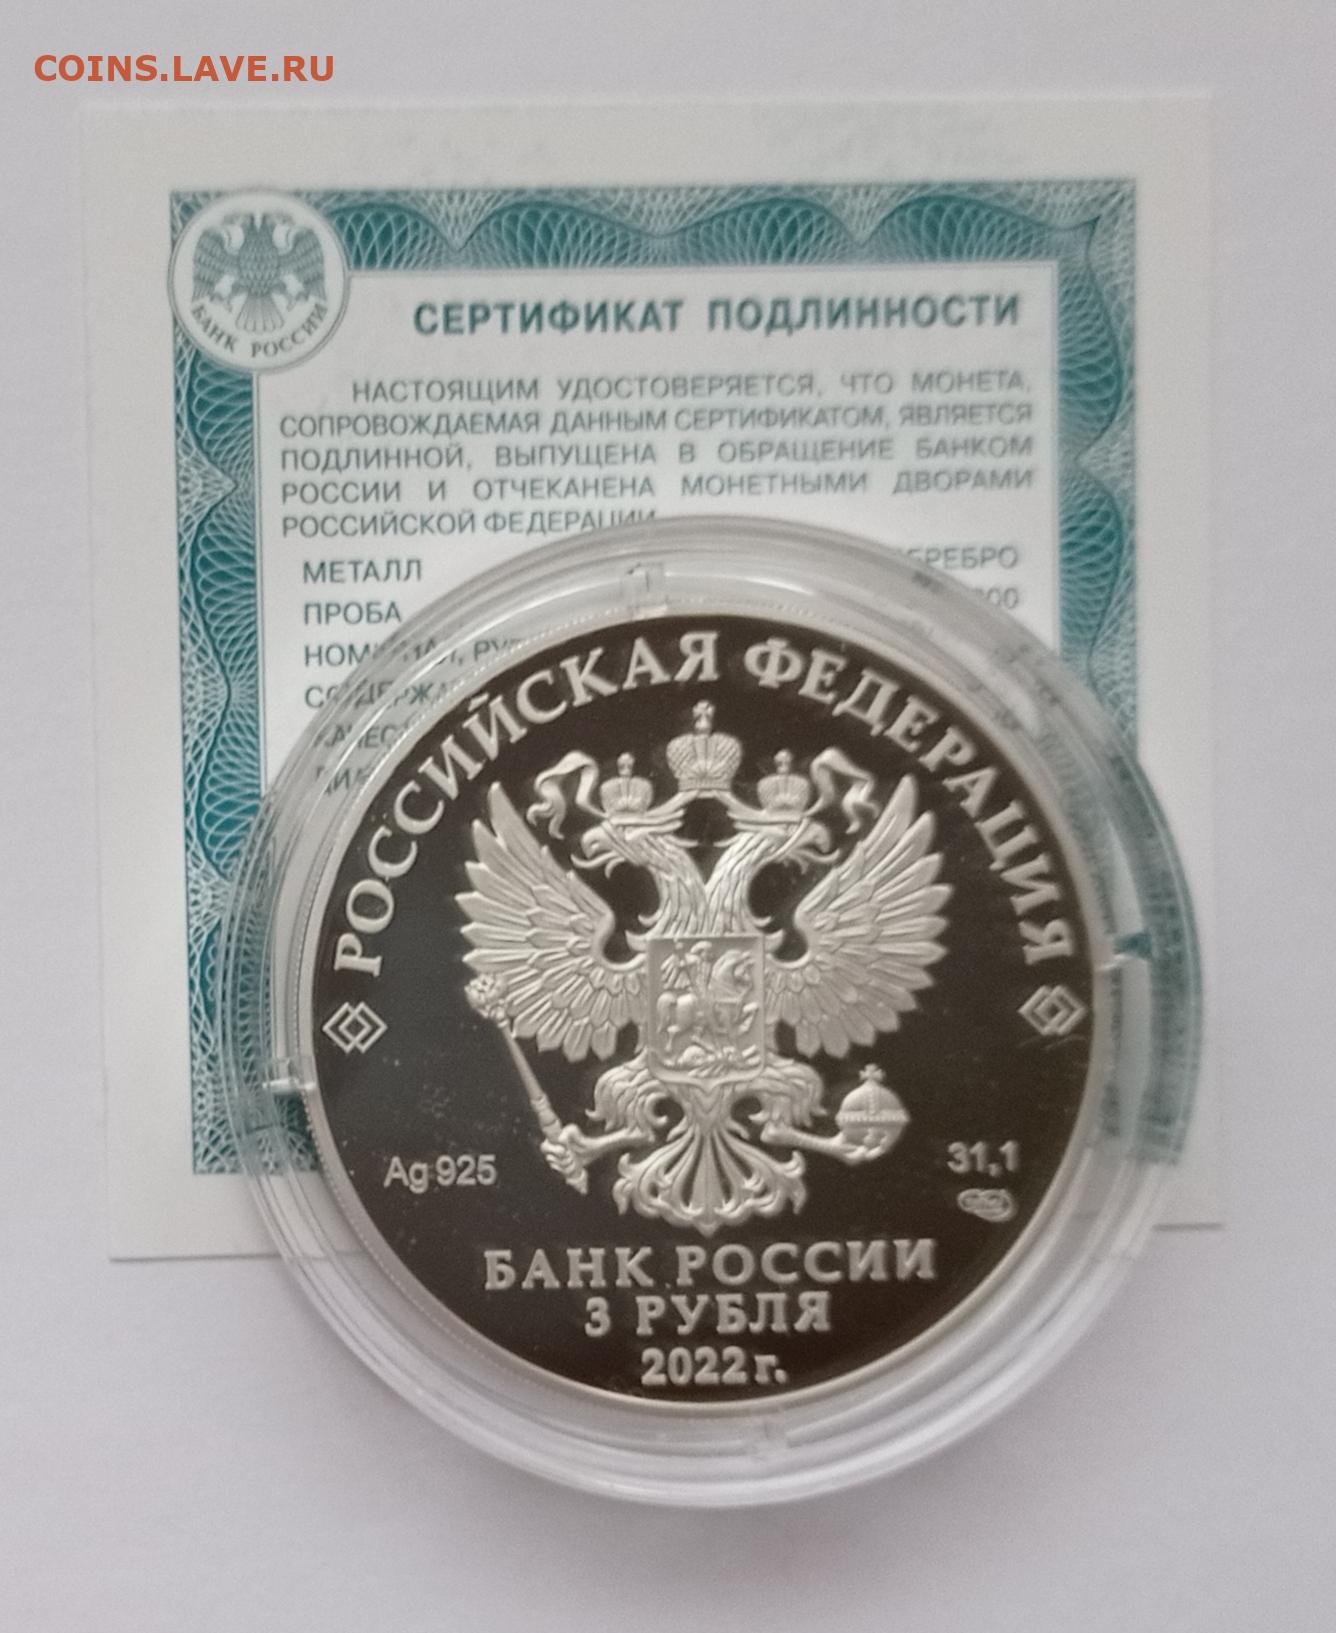 COINS.LAVE.RU
БАНК РОССИИ
СЕРТИФИКАТ ПОДЛИННОСТИ
НАСТОЯЩИМ УДОСТОВЕРЯЕТСЯ, ЧТО МОНЕТА,
СОПРОВОЖДАЕМАЯ ДАННЫМ СЕРТИФИКАТОМ, ЯВЛЯЕТСЯ
ПОДЛИННОЙ, ВЫПУЩЕНА В ОБРАЩЕНИЕ БАНКОМ
РОССИИ И ОТЧЕКАНЕНА МОНЕТНЫМИ ДВОРАМИ
РОССИЙСКОЙ ФЕДЕРАЦИИ
МЕТАЛЛ
ПРОБА
РОССИЙСКАЯ ФЕДЕРАЦИЯ
Ag 925
31,1
БАНК РОССИИ
3 РУБЛЯ
2022 г.